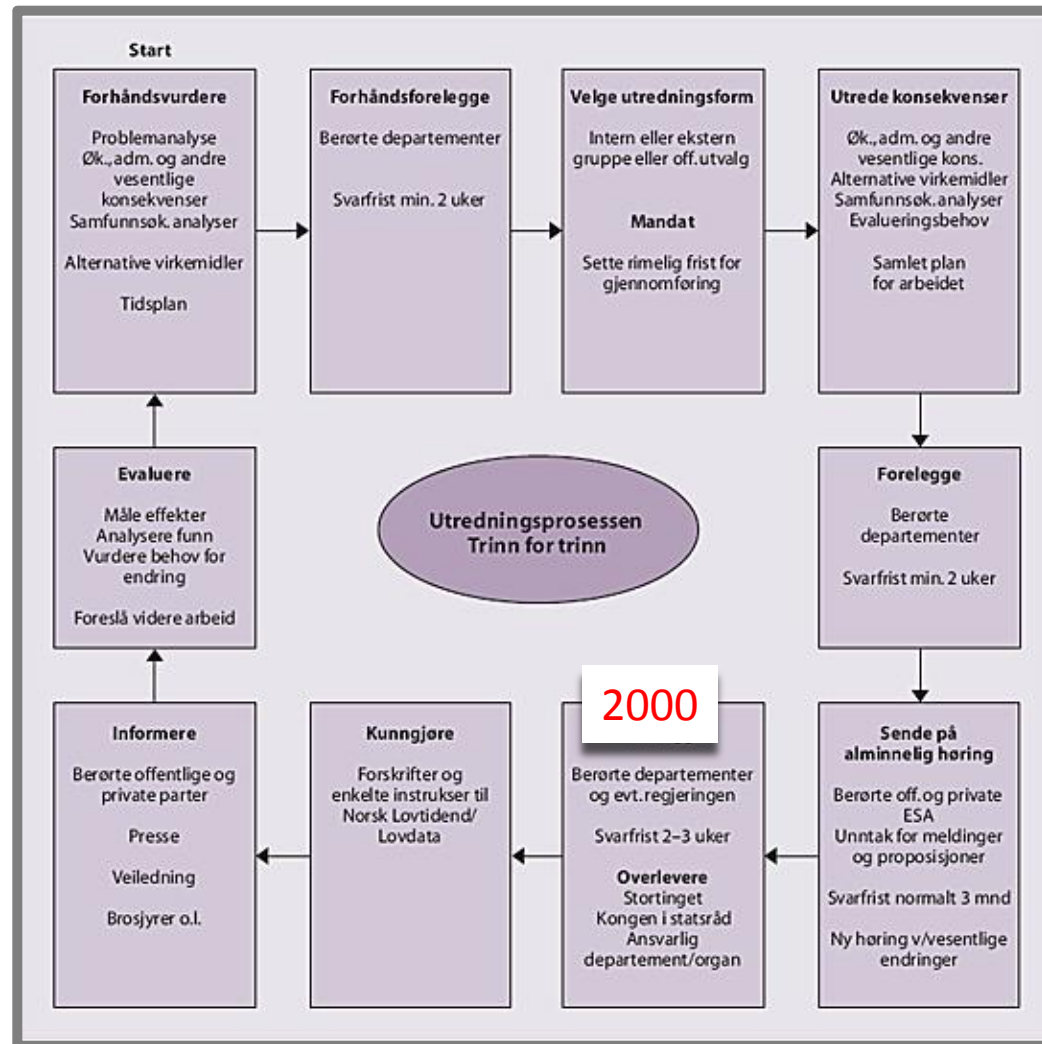 Start
Forhåndsvurdere
Problemanalyse
Øk., adm. og andre
vesentlige
konsekvenser
Samfunnsøk. analyser
Alternative virkemidler
Tidsplan
Forhåndsforelegge
Berørte departementer
Svarfrist min. 2 uker
Velge utredningsform
Intern eller ekstern
gruppe eller off. utvalg
Mandat
Sette rimelig frist for
gjennomføring
Utrede konsekvenser
Øk., adm. og andre
vesentlige kons.
Alternative virkemidler
Samfunnsøk. analyser
Evalueringsbehov
Samlet plan
for arbeidet
Evaluere
Måle effekter
Analysere funn
Vurdere behov for
endring
Foreslå videre arbeid
Utredningsprosessen
Trinn for trinn
Forelegge
Berørte
departementer
Svarfrist min. 2 uker
Informere
Berørte offentlige og
private parter
Presse
Veiledning
Brosjyrer o.l.
Kunngjøre
Forskrifter og
enkelte instrukser til
Norsk Lovtidend/
Lovdata
2000
Berørte departementer
og evt. regjeringen
Svarfrist 2–3 uker
Overlevere
Stortinget
Kongen i statsråd
Ansvarlig
departement/organ
Sende på
alminnelig høring
Berørte off. og private
ESA
Unntak for meldinger
og proposisjoner
Svarfrist normalt 3 mnd
Ny høring v/vesentlige
endringer